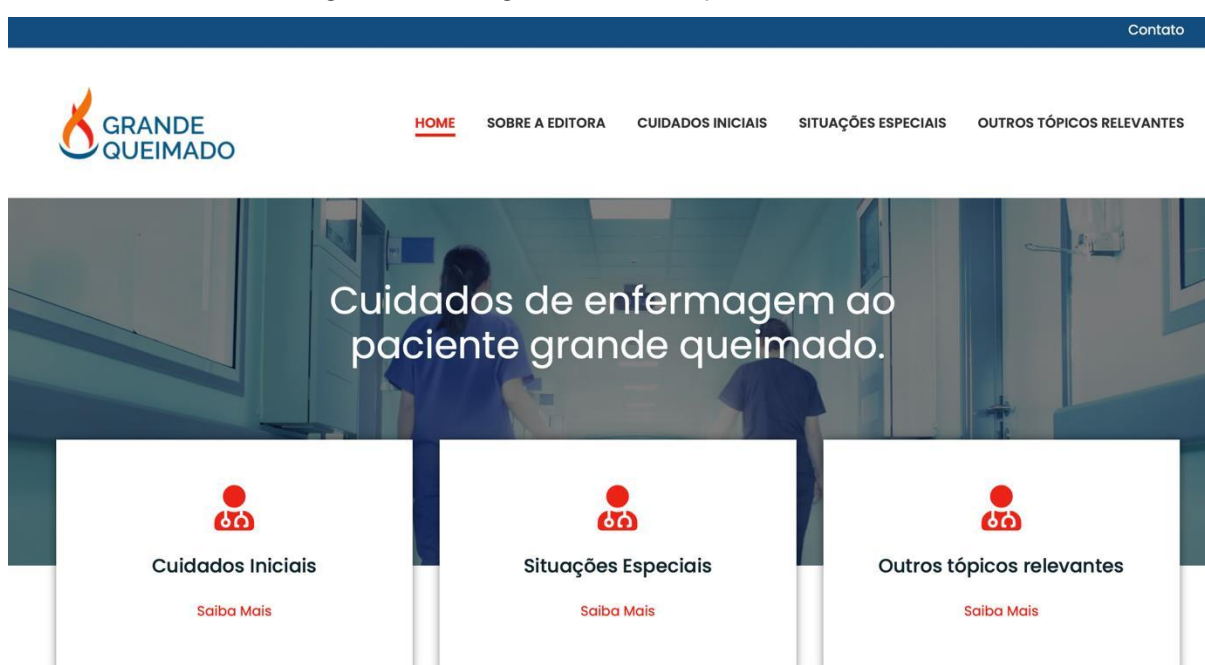 Contato
GRANDE
QUEIMADO
HOME SOBRE A EDITORA CUIDADOS INICIAIS SITUAÇÕES ESPECIAIS OUTROS TÓPICOS RELEVANTES
Cuidados de enfermagem ao
paciente grande queimado.
Cuidados Iniciais
Saiba Mais
Situações Especiais
Saiba Mais
Outros tópicos relevantes
Saiba Mais